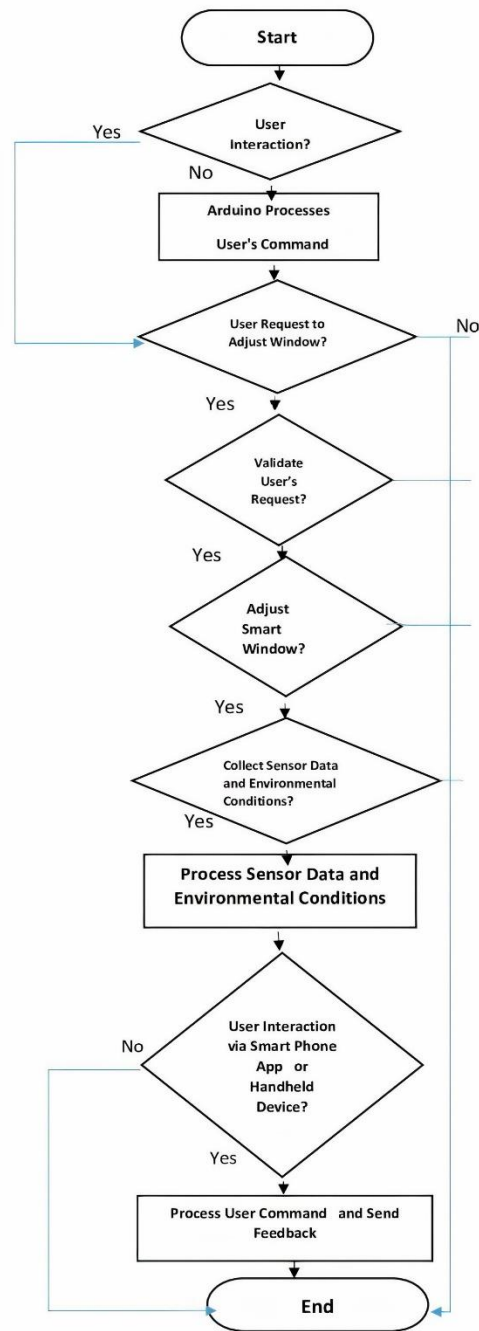 Start
Yes
User
Interaction?
No
Arduino Processes
User's Command
User Request to
Adjust Window?
No
Yes
Validate
User's
Request?
Yes
Adjust
Smart
Window?
Yes
Collect Sensor Data
and Environmental
Conditions?
Yes
Process Sensor Data and
Environmental Conditions
No
User Interaction
via Smart Phone
App or
Handheld
Device?
Yes
Process User Command and Send
Feedback
End